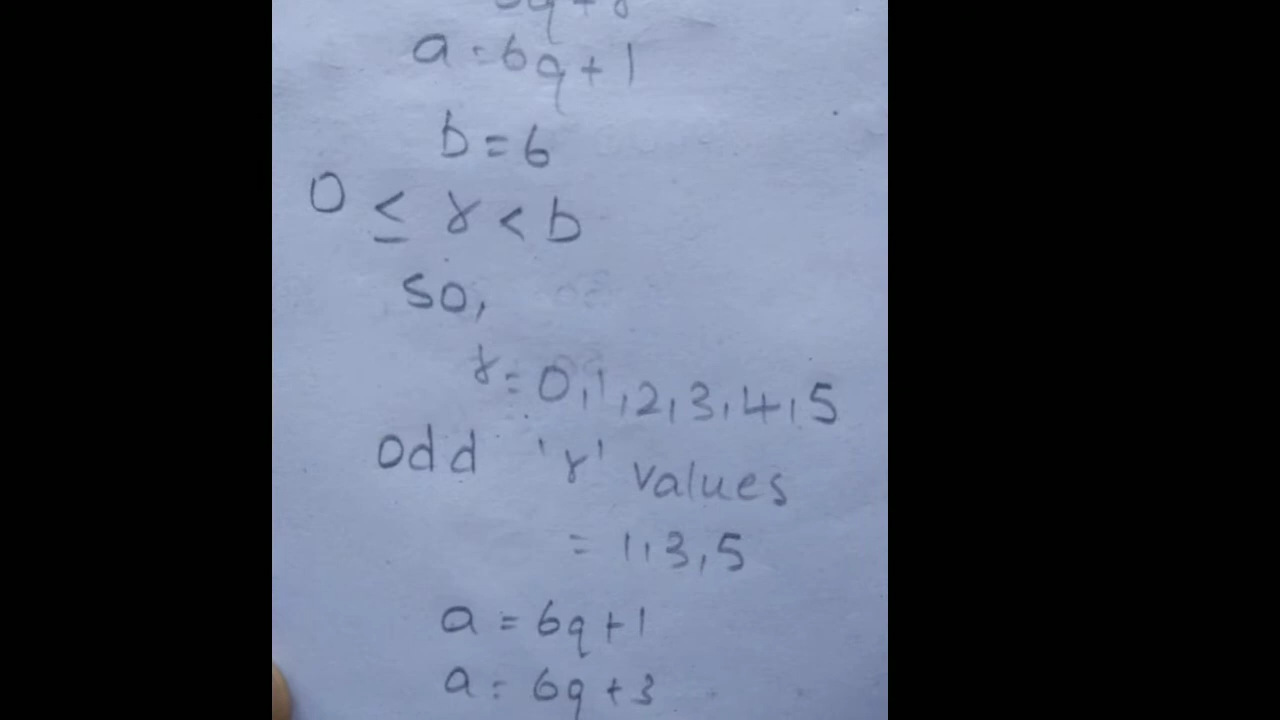 a=6q+1
b=6
0≤r<b
so,
r=0,1,2,3,4,5
odd 'r' values
=1,3,5
a=6q+1
a=6q+3